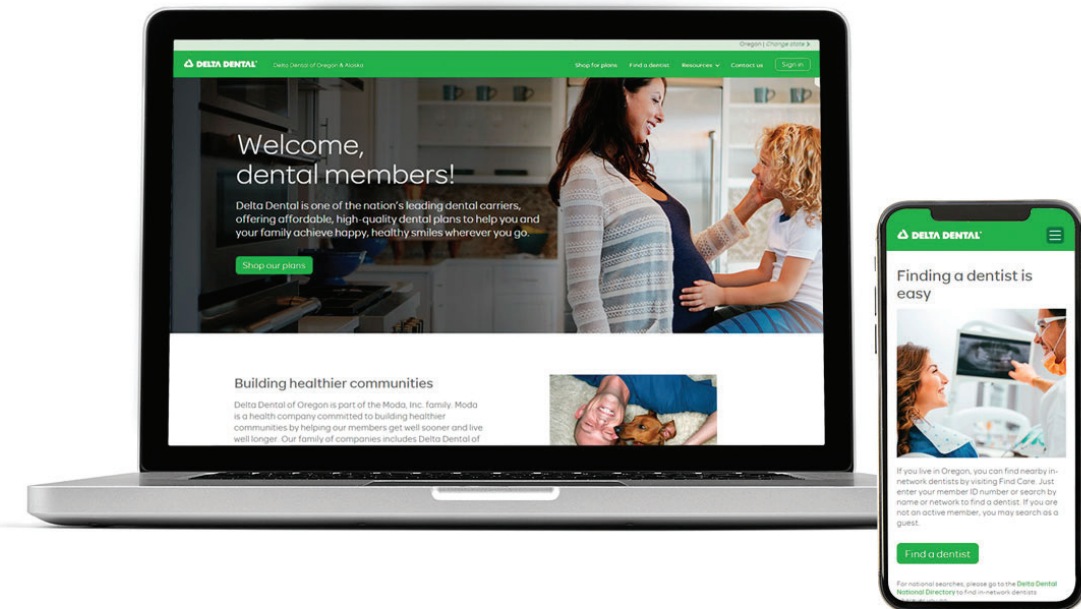 Oregon | Change state >
DELTA DENTAL
Delta Dental of Oregon & Alaska
Shop for plans
Find a dentist
Resources
Contact us
Sign in
Welcome,
dental members!
Delta Dental is one of the nation's leading dental carriers,
offering affordable, high-quality dental plans to help you and
your family achieve happy, healthy smiles wherever you go.
Shop our plans
Building healthier communities
Delta Dental of Oregon is part of the Moda, Inc. family. Moda
is a health company committed to building healthier
communities by helping our members get well sooner and live
well longer. Our family of companies includes Delta Dental of
DELTA DENTAL
Finding a dentist is
easy
If you live in Oregon, you can find nearby in-
network dentists by visiting Find Care. Just
enter your member ID number or search by
name or network to find a dentist. If you are
not an active member, you may search as a
guest.
Find a dentist
For national searches, please go to the Delta Dental
National Directory to find in-network dentists